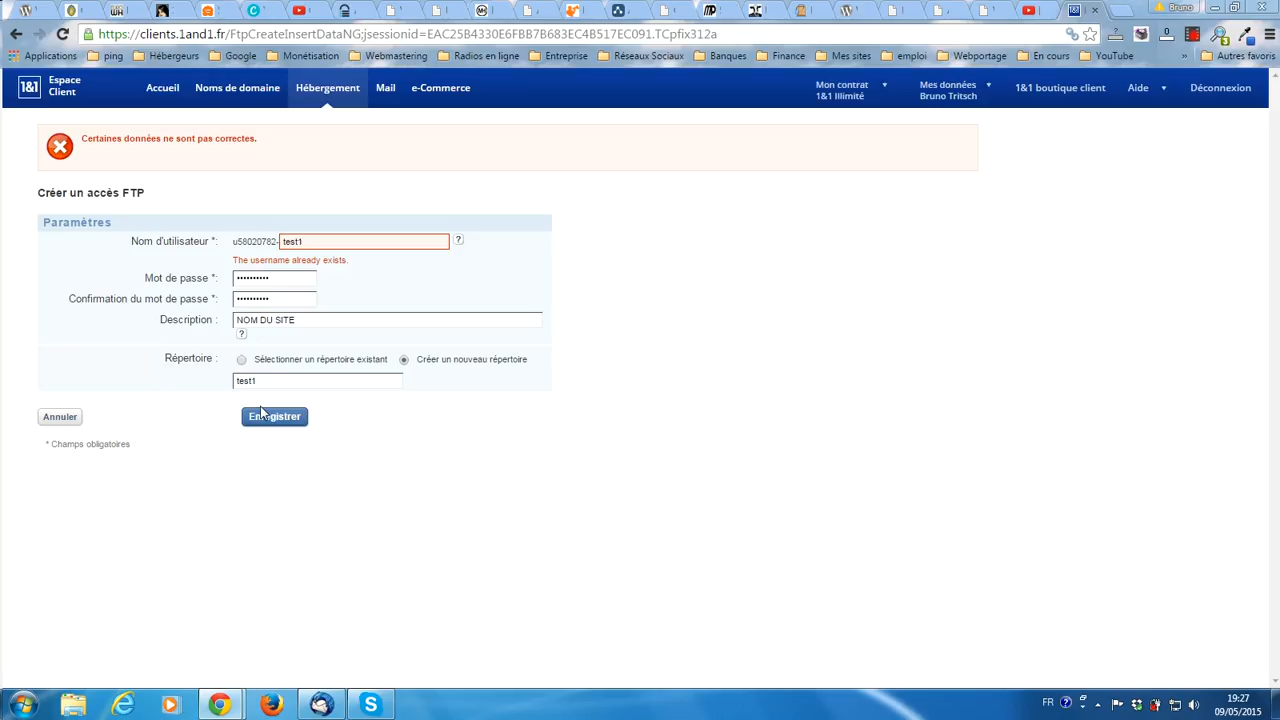 Bruno
https://clients.1and1.fr/FtpCreateInsertDataNG;jsessionid=EAC25B4330E6FBB7B683EC4B517EC091.TCpfix312a
Applications ping Hébergeurs Google Monétisation Webmastering Radios en ligne Entreprise Réseaux Sociaux Banques Finance Mes sites emploi Webportage En cours YouTube » Autres favoris
1&1 Espace Client
Accueil Noms de domaine Hébergement Mail e-Commerce
Mon contrat
1&1 Illimité
Mes données
Bruno Tritsch
1&1 boutique client Aide Déconnexion
Certaines données ne sont pas correctes.
Créer un accès FTP
Paramètres
Nom d'utilisateur *: u58020782- test1 ?
The username already exists.
Mot de passe *: ••••••••••
Confirmation du mot de passe *: ••••••••••
Description : NOM DU SITE
?
Répertoire : Sélectionner un répertoire existant Créer un nouveau répertoire
test1
Annuler Enregistrer
* Champs obligatoires
FR
19:27
09/05/2015